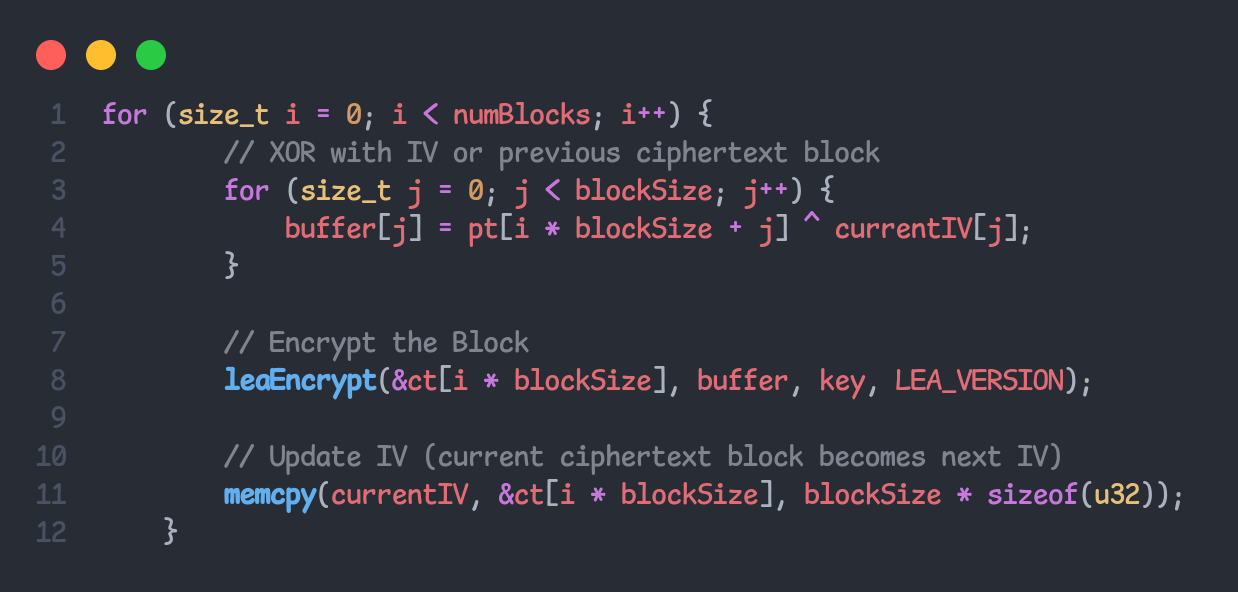 1 for (size_t i = 0; i < numBlocks; i++) {
2 // XOR with IV or previous ciphertext block
3 for (size_t j = 0; j < blockSize; j++) {
4 buffer[j] = pt[i * blockSize + j] ^ currentIV[j];
5 }
6
7 // Encrypt the Block
8 leaEncrypt(&ct[i * blockSize], buffer, key, LEA_VERSION);
9
10 // Update IV (current ciphertext block becomes next IV)
11 memcpy(currentIV, &ct[i * blockSize], blockSize * sizeof(u32));
12 }